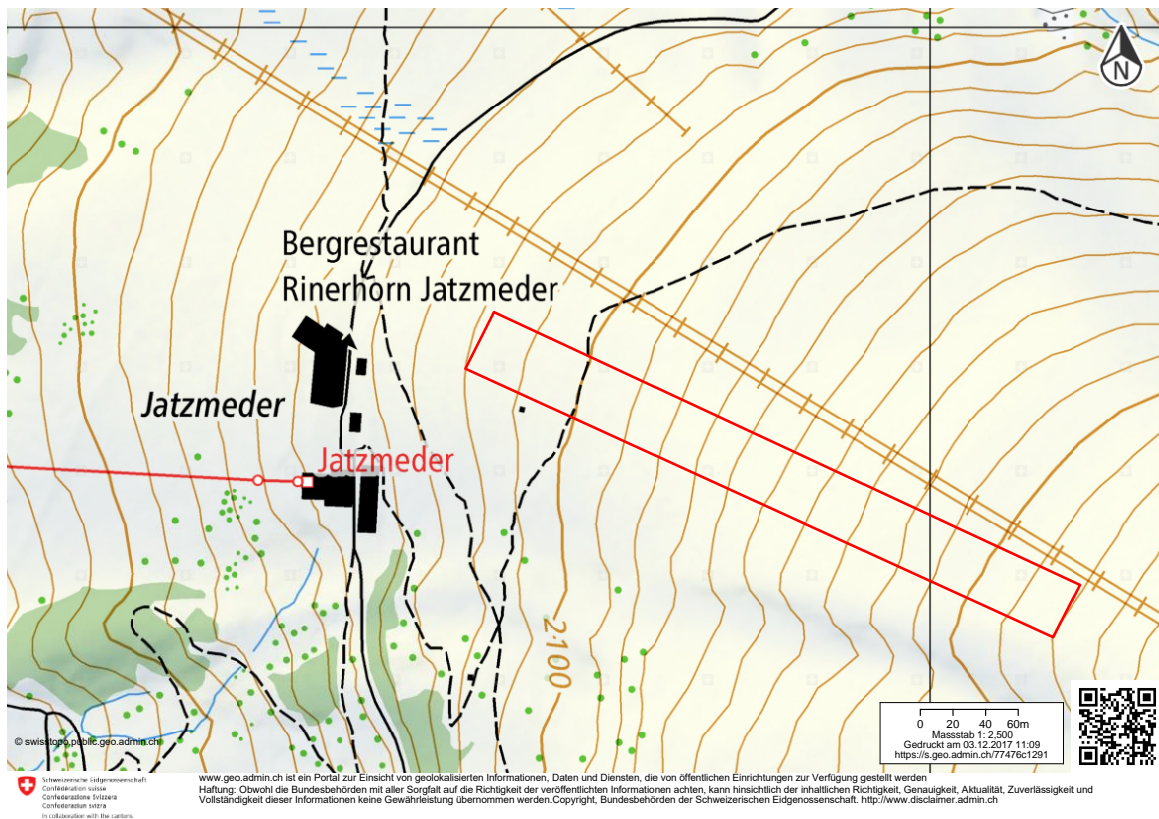 N
Bergrestaurant
Rinerhorn Jatzmeder
Jatzmeder
Jatzmeder
2100
0 20 40 60m
Massstab 1: 2,500
Gedruckt am 03.12.2017 11:09
https://s.geo.admin.ch/77476c1291
© swisstopo,public.geo.admin.ch
Schweizerische Eidgenossenschaft
Confédération suisse
Confederazione Svizzera
Confederaziun svizra
In collaboration with the cantons
www.geo.admin.ch ist ein Portal zur Einsicht von geolokalisierten Informationen, Daten und Diensten, die von öffentlichen Einrichtungen zur Verfügung gestellt werden
Haftung: Obwohl die Bundesbehörden mit aller Sorgfalt auf die Richtigkeit der veröffentlichten Informationen achten, kann hinsichtlich der inhaltlichen Richtigkeit, Genauigkeit, Aktualität, Zuverlässigkeit und
Vollständigkeit dieser Informationen keine Gewährleistung übernommen werden.Copyright, Bundesbehörden der Schweizerischen Eidgenossenschaft. http://www.disclaimer.admin.ch